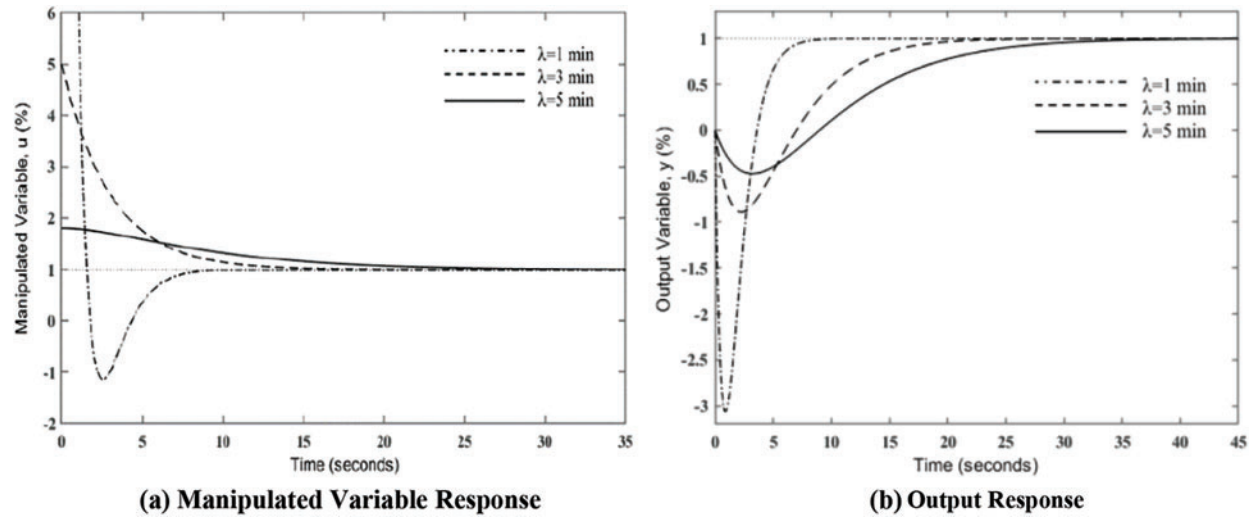 6
5
4
3
2
1
0
-1
-2
Manipulated Variable, u (%)
λ=1 min
λ=3 min
λ=5 min
0 5 10 15 20 25 30 35
Time (seconds)
(a) Manipulated Variable Response
1
0.5
0
-0.5
-1
-1.5
-2
-2.5
-3
Output Variable, y (%)
λ=1 min
λ=3 min
λ=5 min
0 5 10 15 20 25 30 35 40 45
Time (seconds)
(b) Output Response